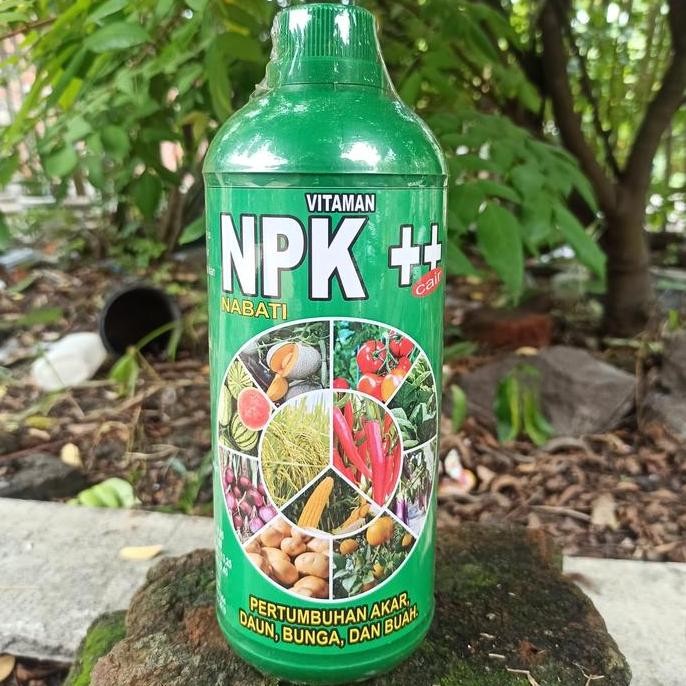 VITAMAN
NPK ++
cair
NABATI
PERTUMBUHAN AKAR,
DAUN, BUNGA, DAN BUAH.